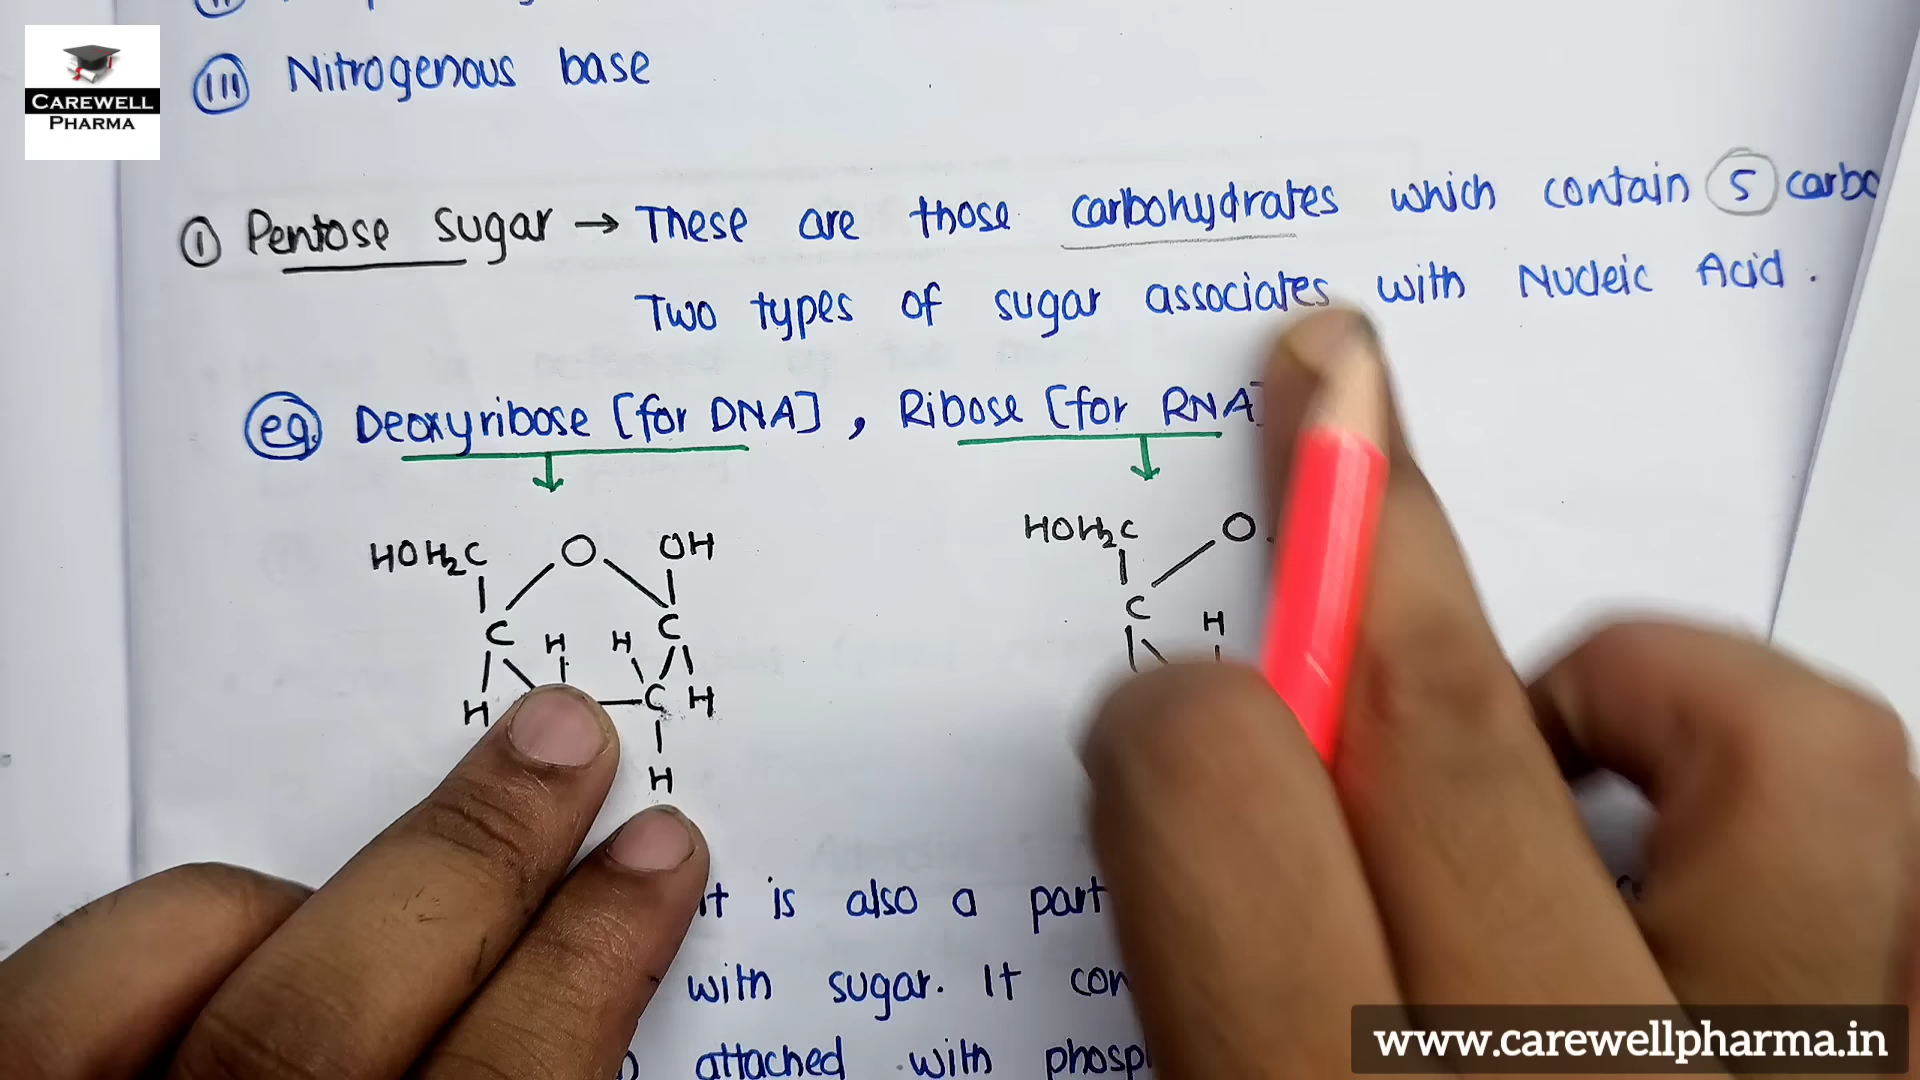 CAREWELL
PHARMA
III Nitrogenous base
① Pentose sugar → These are those carbohydrates which contain 5
Two types of sugar associates with Nucleic Acid.
eg. Deoxyribose [for DNA], Ribose [for RNA]
HOH₂C O OH
C H H C
H C H
H
HOH₂C O
C H
it is also a part
with sugar. It
attached with
www.carewellpharma.in